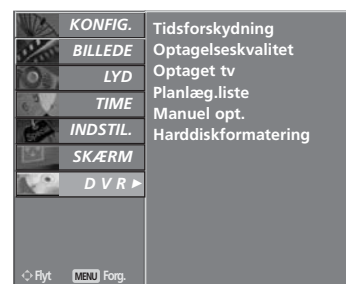 KONFIG.
BILLEDE
LYD
TIME
INDSTIL.
SKÆRM
D V R
Flyt MENU Forg.
Tidsforskydning
Optagelseskvalitet
Optaget tv
Planlæg.liste
Manuel opt.
Harddiskformatering